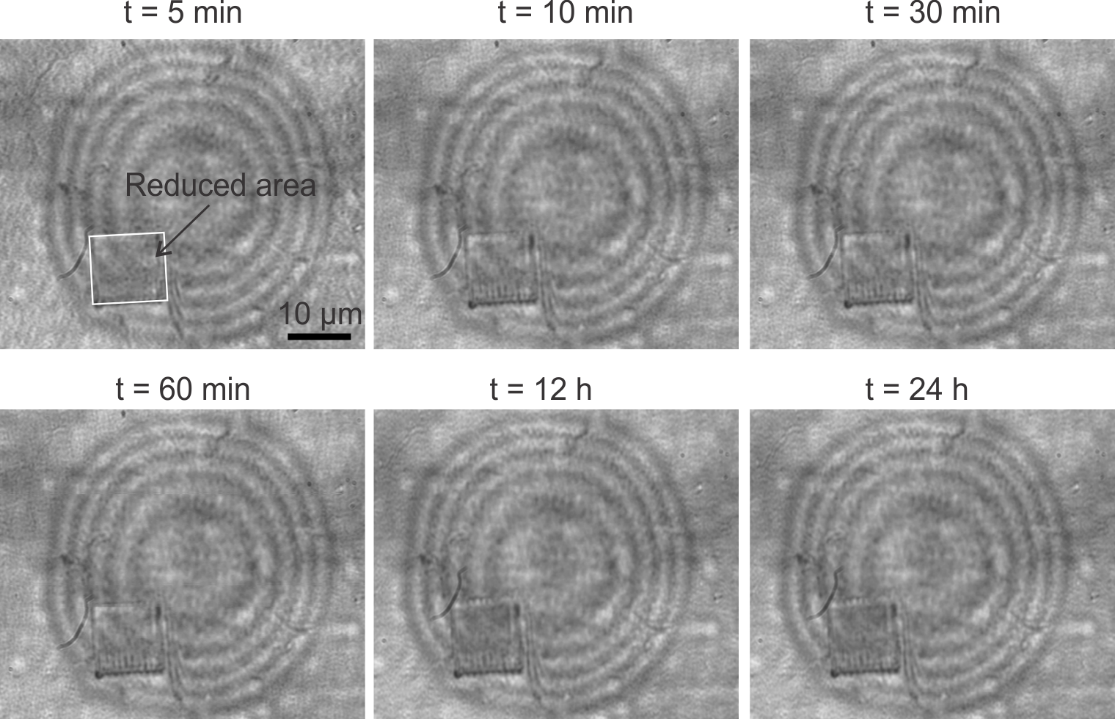 t = 5 min
t = 10 min
t = 30 min
Reduced area
10 µm
t = 60 min
t = 12 h
t = 24 h